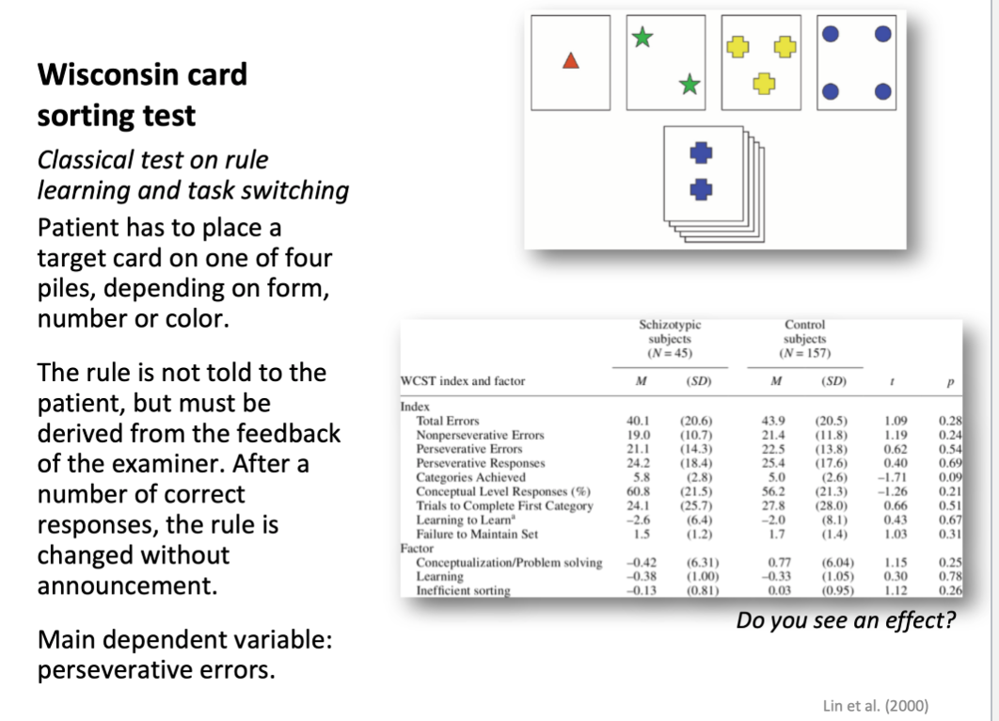 Wisconsin card
sorting test
Classical test on rule
learning and task switching
Patient has to place a
target card on one of four
piles, depending on form,
number or color.
The rule is not told to the
patient, but must be
derived from the feedback
of the examiner. After a
number of correct
responses, the rule is
changed without
announcement.
Main dependent variable:
perseverative errors.
Schizotypic Control
subjects subjects
(N = 45) (N = 157)
WCST index and factor M (SD) M (SD) t p
Index
Total Errors 40.1 (20.6) 43.9 (20.5) 1.09 0.28
Nonperseverative Errors 19.0 (10.7) 21.4 (11.8) 1.19 0.24
Perseverative Errors 21.1 (14.3) 22.5 (13.8) 0.62 0.54
Perseverative Responses 24.2 (18.4) 25.4 (17.6) 0.40 0.69
Categories Achieved 5.8 (2.8) 5.0 (2.6) −1.71 0.09
Conceptual Level Responses (%) 60.8 (21.5) 56.2 (21.3) −1.26 0.21
Trials to Complete First Category 24.1 (25.7) 27.8 (28.0) 0.66 0.51
Learning to Learnª −2.6 (6.4) −2.0 (8.1) 0.43 0.67
Failure to Maintain Set 1.5 (1.2) 1.7 (1.4) 1.03 0.31
Factor
Conceptualization/Problem solving −0.42 (6.31) 0.77 (6.04) 1.15 0.25
Learning −0.38 (1.00) −0.33 (1.05) 0.30 0.78
Inefficient sorting −0.13 (0.81) 0.03 (0.95) 1.12 0.26
Do you see an effect?
Lin et al. (2000)